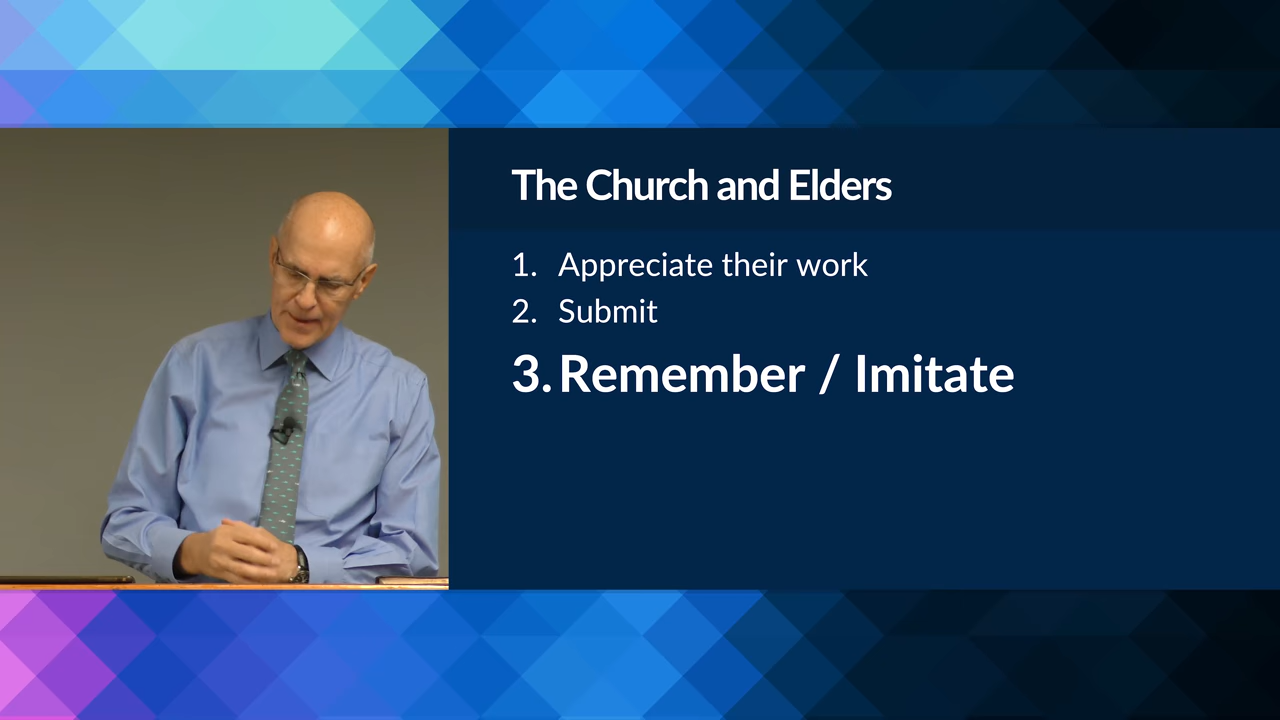 The Church and Elders
1. Appreciate their work
2. Submit
3. Remember / Imitate